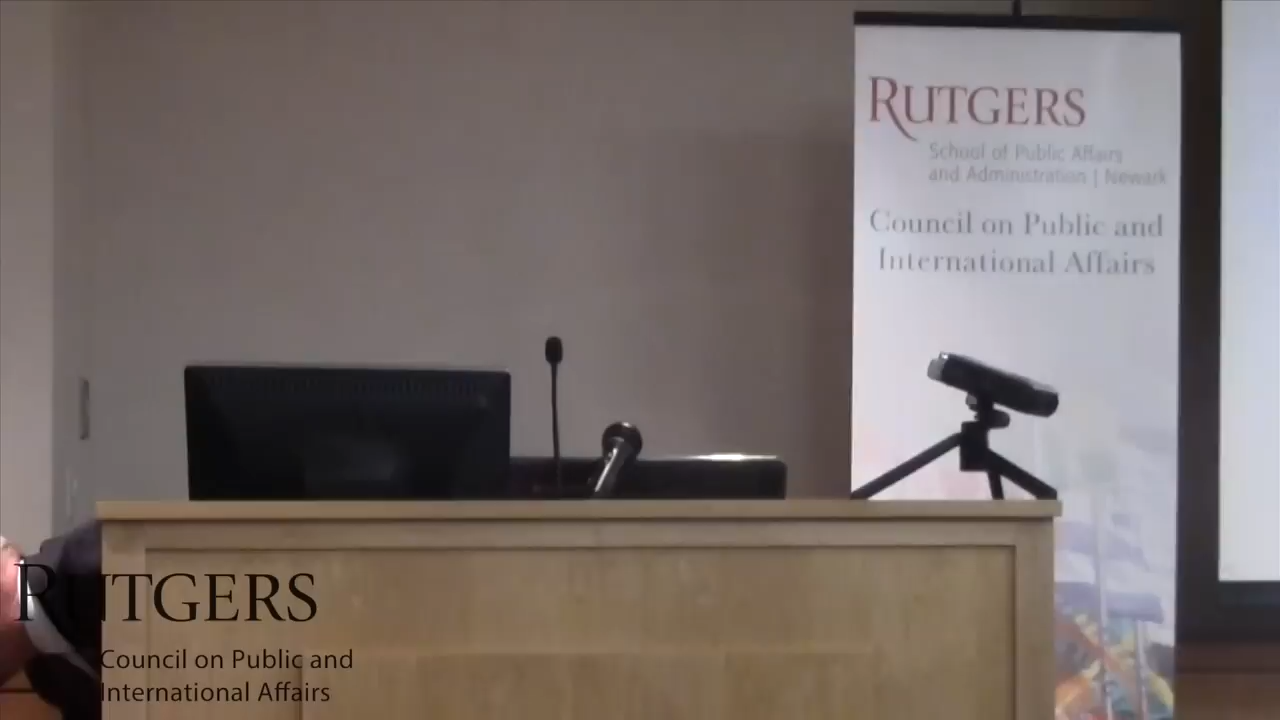 RUTGERS
School of Public Affairs
and Administration | Newark
Council on Public and
International Affairs
RUTGERS
Council on Public and
International Affairs